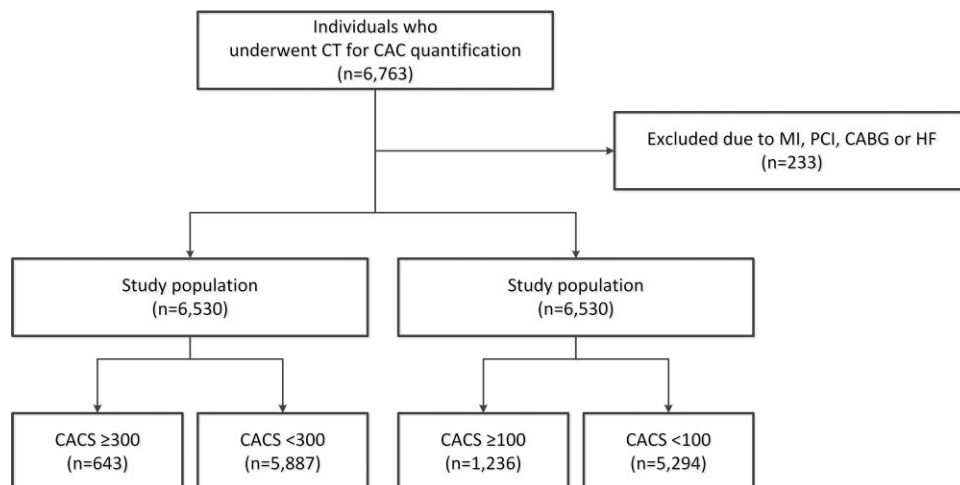 Individuals who
underwent CT for CAC quantification
(n=6,763)
Excluded due to MI, PCI, CABG or HF
(n=233)
Study population
(n=6,530)
Study population
(n=6,530)
CACS ≥300
(n=643)
CACS <300
(n=5,887)
CACS ≥100
(n=1,236)
CACS <100
(n=5,294)